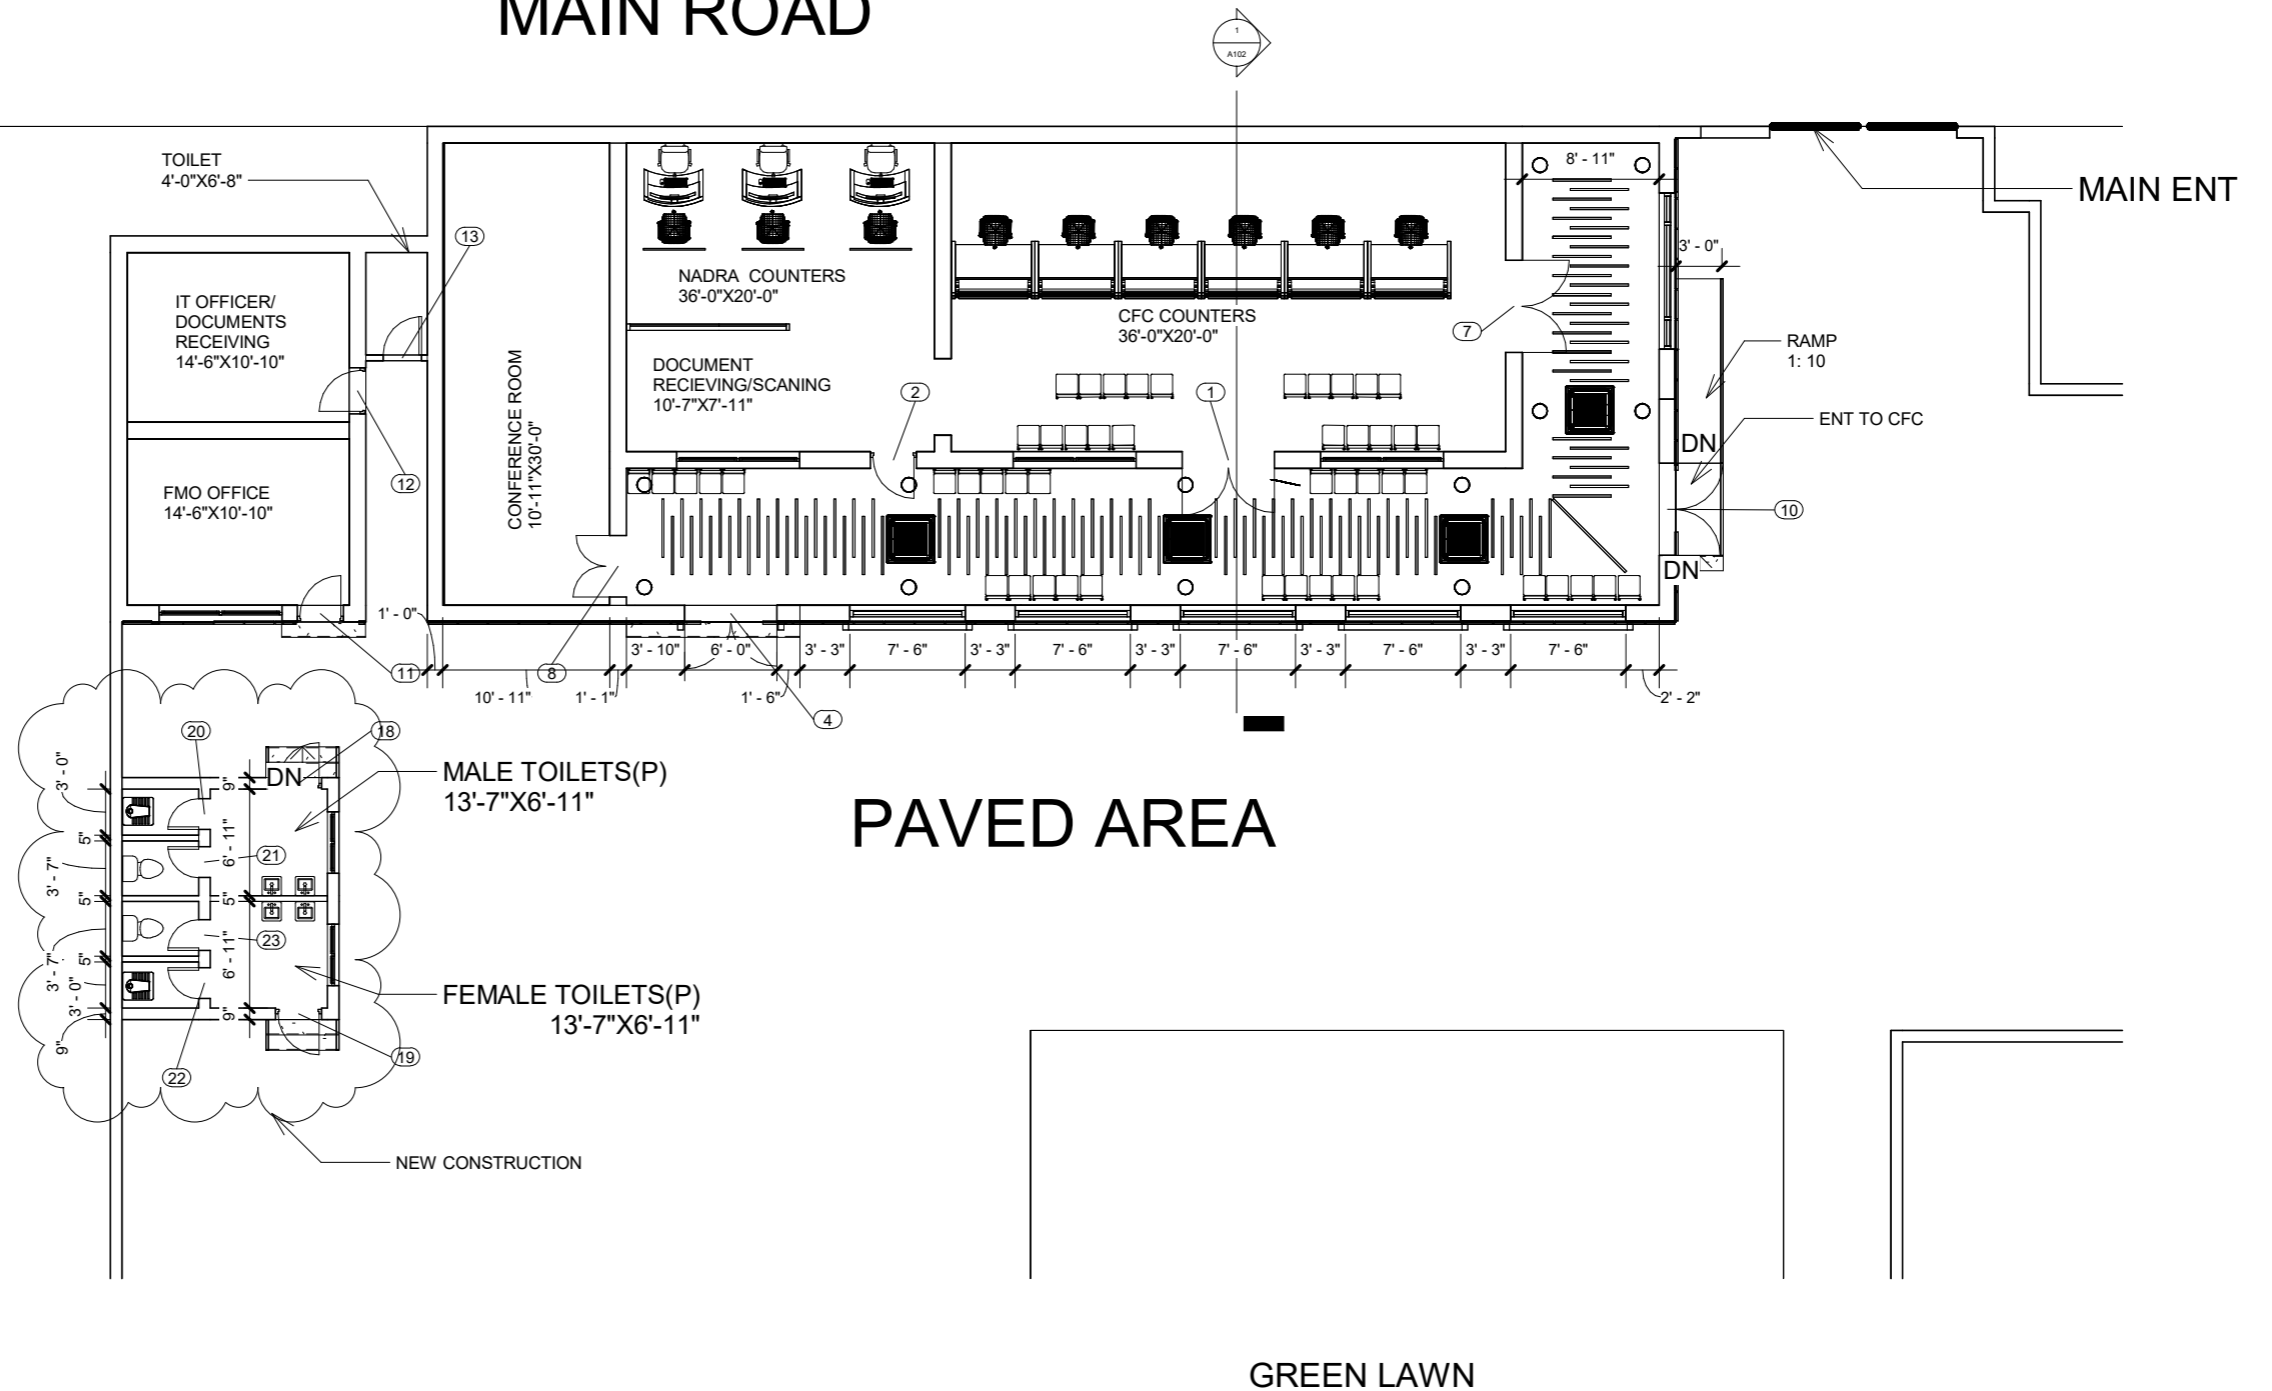 MAIN ROAD
1
A102
TOILET
4'-0"X6'-8"
13
8' - 11"
MAIN ENT
3' - 0"
NADRA COUNTERS
36'-0"X20'-0"
IT OFFICER/
DOCUMENTS
RECEIVING
14'-6"X10'-10"
CFC COUNTERS
36'-0"X20'-0"
7
RAMP
1: 10
DOCUMENT
RECIEVING/SCANING
10'-7"X7'-11"
2
1
CONFERENCE ROOM
10'-11"X30'-0"
ENT TO CFC
DN
12
FMO OFFICE
14'-6"X10'-10"
10
DN
1' - 0"
3' - 10"
6' - 0"
3' - 3"
7' - 6"
3' - 3"
7' - 6"
3' - 3"
7' - 6"
3' - 3"
7' - 6"
3' - 3"
7' - 6"
11
8
10' - 11"
1' - 1"
1' - 6"
2' - 2"
4
20
18
3' - 0"
DN
9"
MALE TOILETS(P)
13'-7"X6'-11"
PAVED AREA
5"
6' - 11"
21
3' - 7"
5"
5"
23
6' - 11"
3' - 7"
5"
3' - 0"
FEMALE TOILETS(P)
13'-7"X6'-11"
9"
9"
19
22
NEW CONSTRUCTION
GREEN LAWN